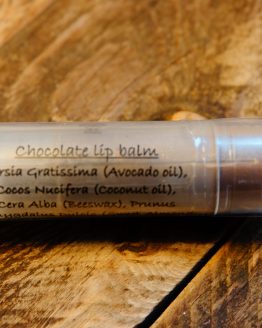 Chocolate lip balm
rsia Gratissima (Avocado oil),
Cocos Nucifera (Coconut oil),
Cera Alba (Beeswax), Prunus